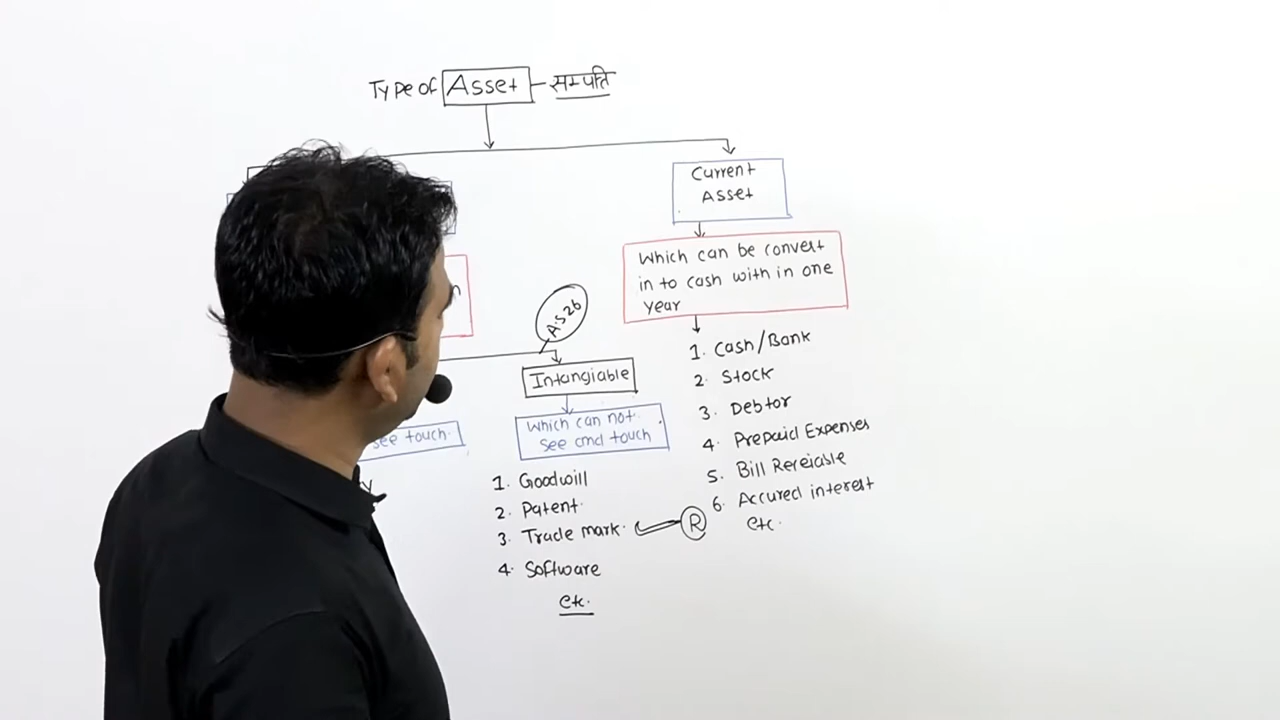 Type of Asset - सम्पति
Current
Asset
Which can be convert
in to cash with in one
year
A.S 26
Intangiable
see touch.
which can not.
see and touch
1. Cash/Bank
2. Stock
3. Debtor
4. Prepaid Expenses
5. Bill Rereiable
6. Accured interest
etc.
1. Goodwill
2. Patent.
3. Trade mark. R
4. Software
etc.